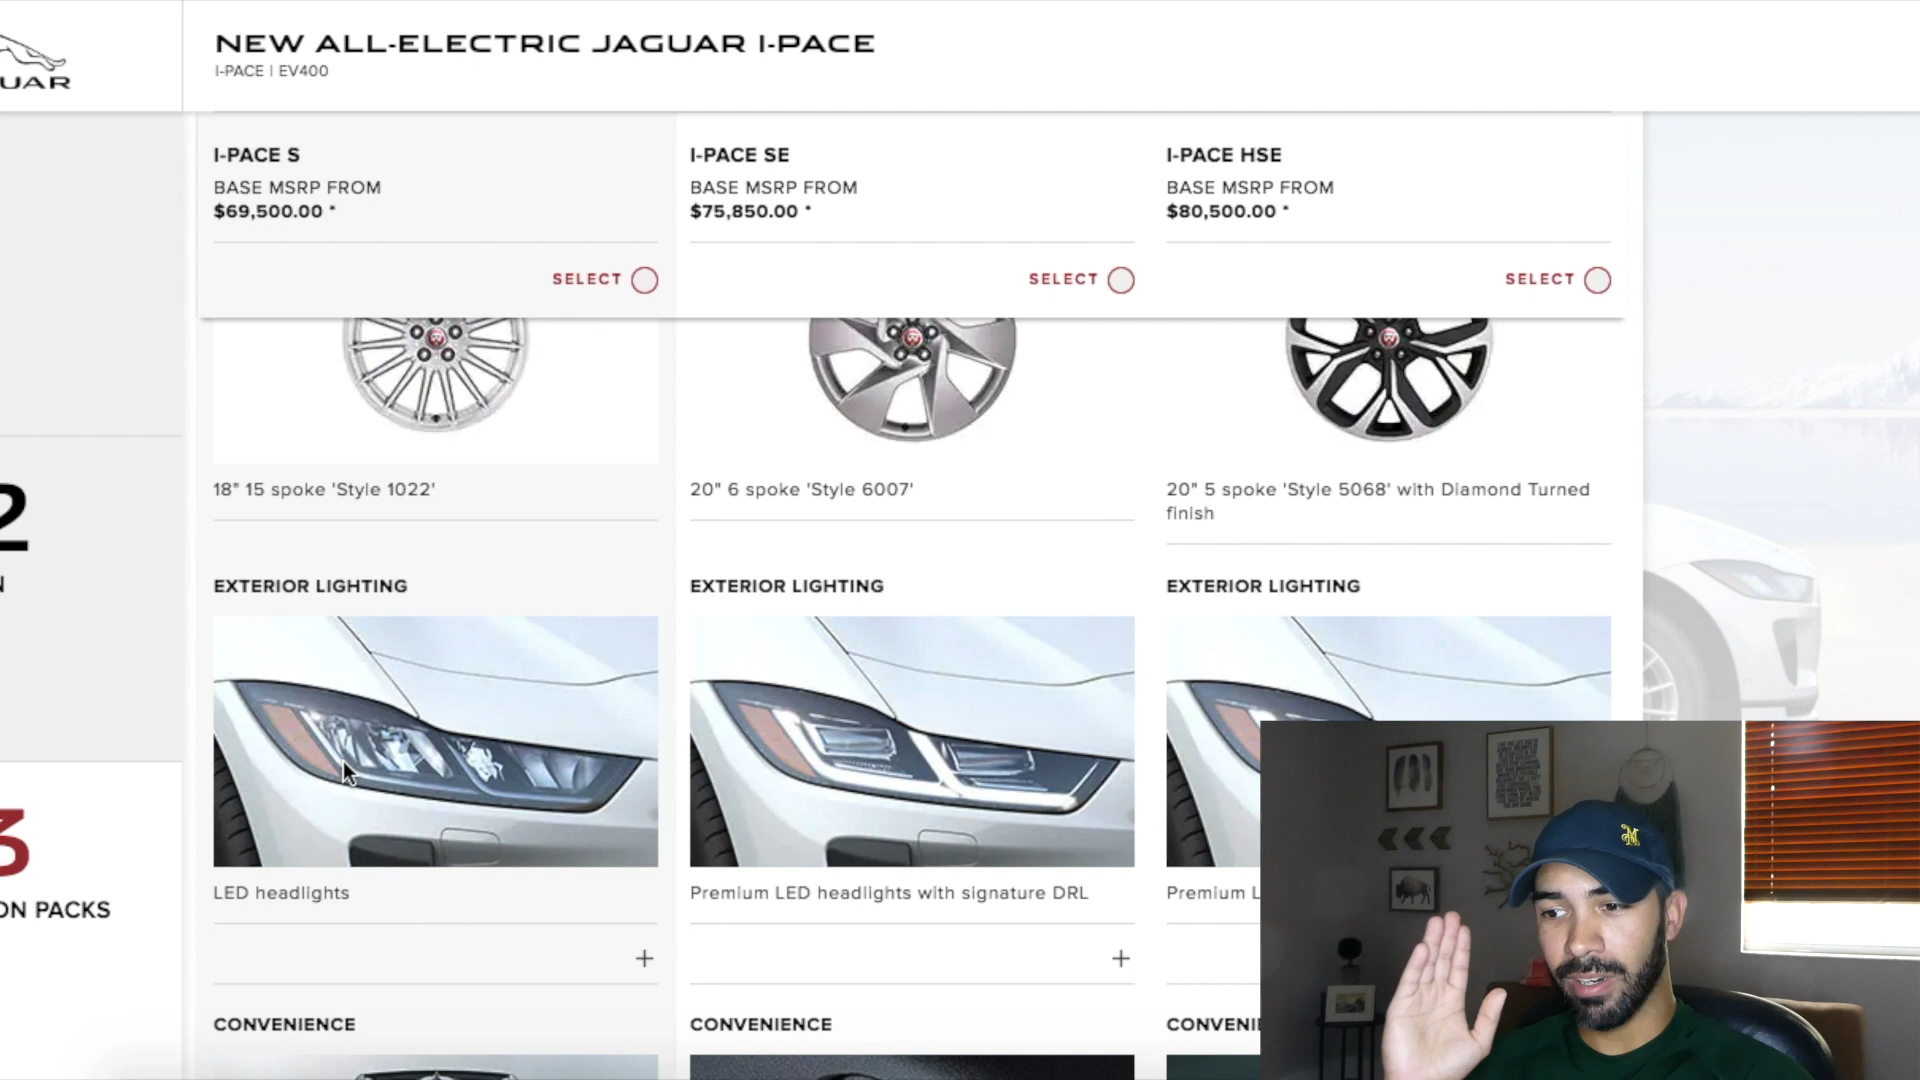 NEW ALL-ELECTRIC JAGUAR I-PACE
I-PACE | EV400
UAR
I-PACE S
BASE MSRP FROM
$69,500.00 *
SELECT
I-PACE SE
BASE MSRP FROM
$75,850.00 *
SELECT
I-PACE HSE
BASE MSRP FROM
$80,500.00 *
SELECT
18" 15 spoke 'Style 1022'
20" 6 spoke 'Style 6007'
20" 5 spoke 'Style 5068' with Diamond Turned
finish
2
N
EXTERIOR LIGHTING
EXTERIOR LIGHTING
EXTERIOR LIGHTING
3
ON PACKS
LED headlights
Premium LED headlights with signature DRL
Premium L
+
+
CONVENIENCE
CONVENIENCE
CONVENIE
M